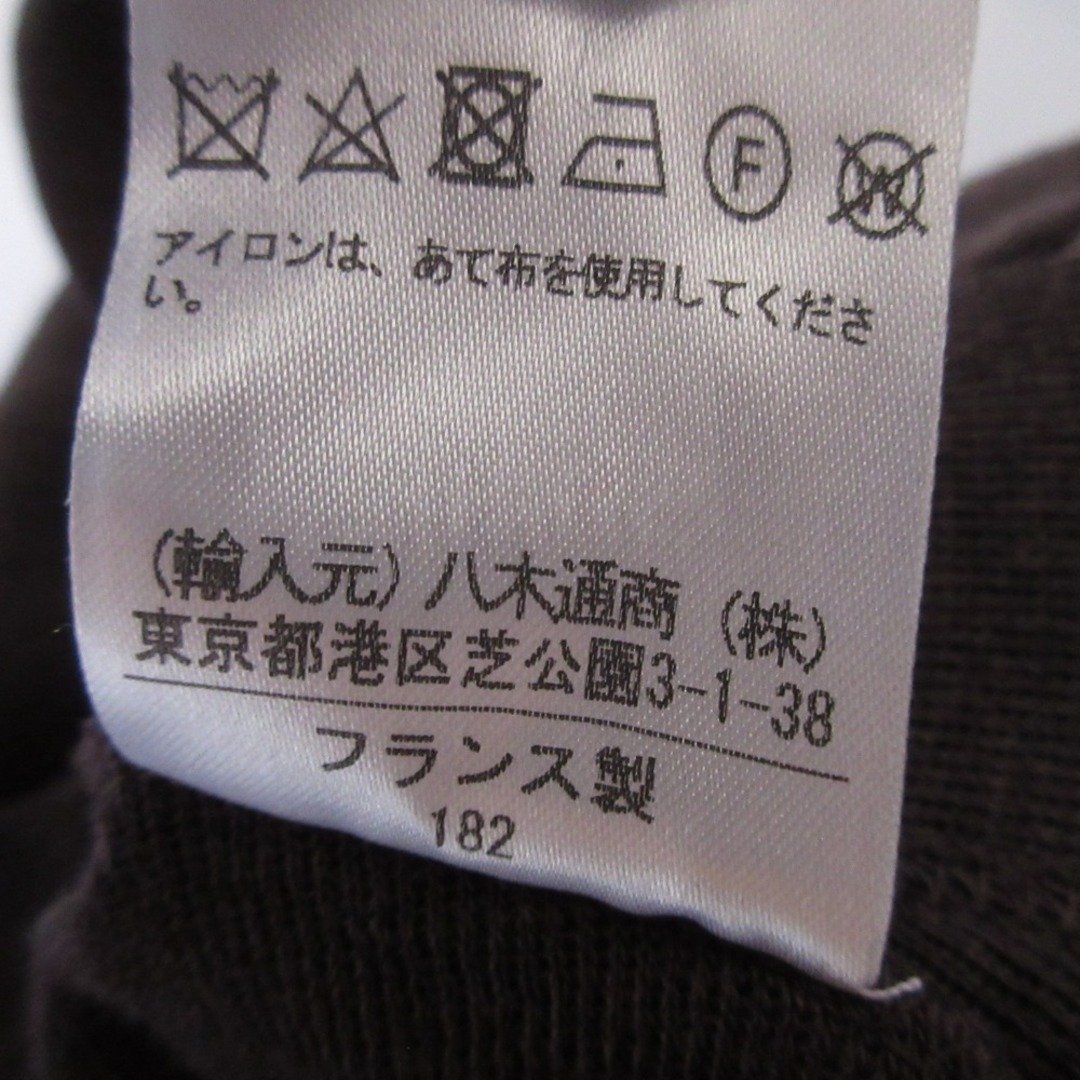 F
W
アイロンは、あて布を使用してくださ
い。
(輸入元) 八木通商 (株)
東京都港区芝公園3-1-38
フランス製
182